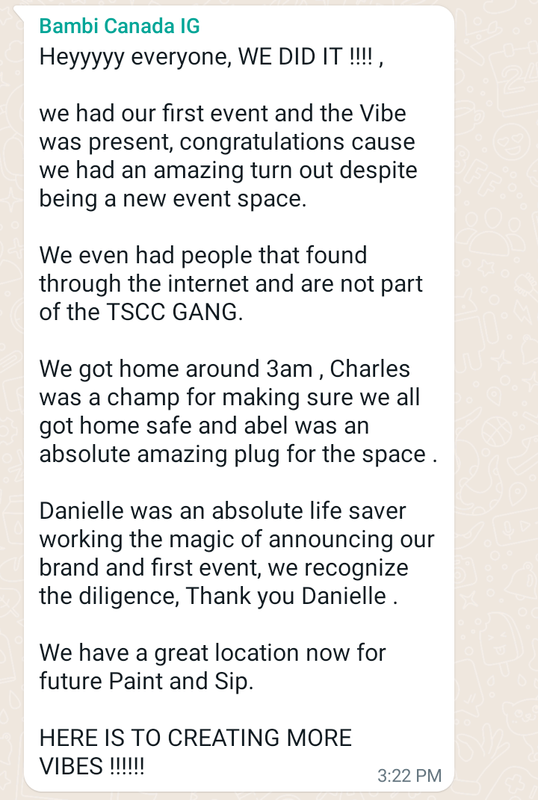 Bambi Canada IG
Heyyyyy everyone, WE DID IT !!!! ,
we had our first event and the Vibe
was present, congratulations cause
we had an amazing turn out despite
being a new event space.
We even had people that found
through the internet and are not part
of the TSCC GANG.
We got home around 3am , Charles
was a champ for making sure we all
got home safe and abel was an
absolute amazing plug for the space .
Danielle was an absolute life saver
working the magic of announcing our
brand and first event, we recognize
the diligence, Thank you Danielle .
We have a great location now for
future Paint and Sip.
HERE IS TO CREATING MORE
VIBES !!!!!!
3:22 PM